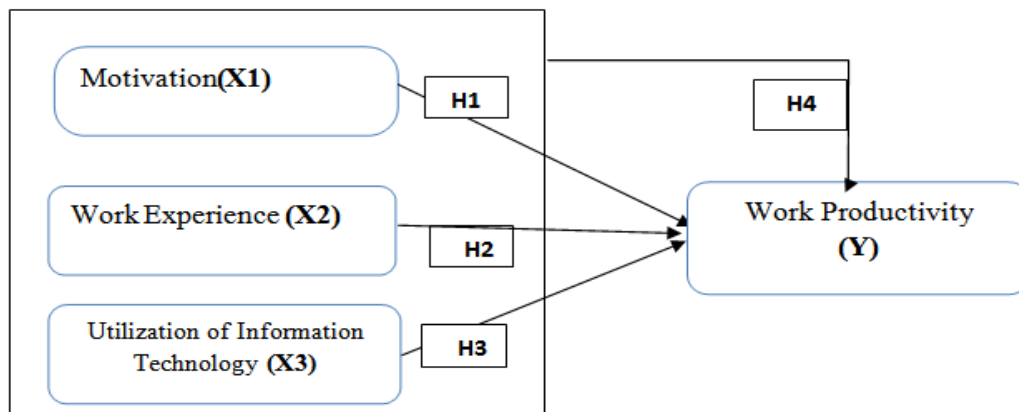 Motivation(X1)
H1
H4
Work Experience (X2)
H2
Work Productivity
(Y)
Utilization of Information
Technology (X3)
H3